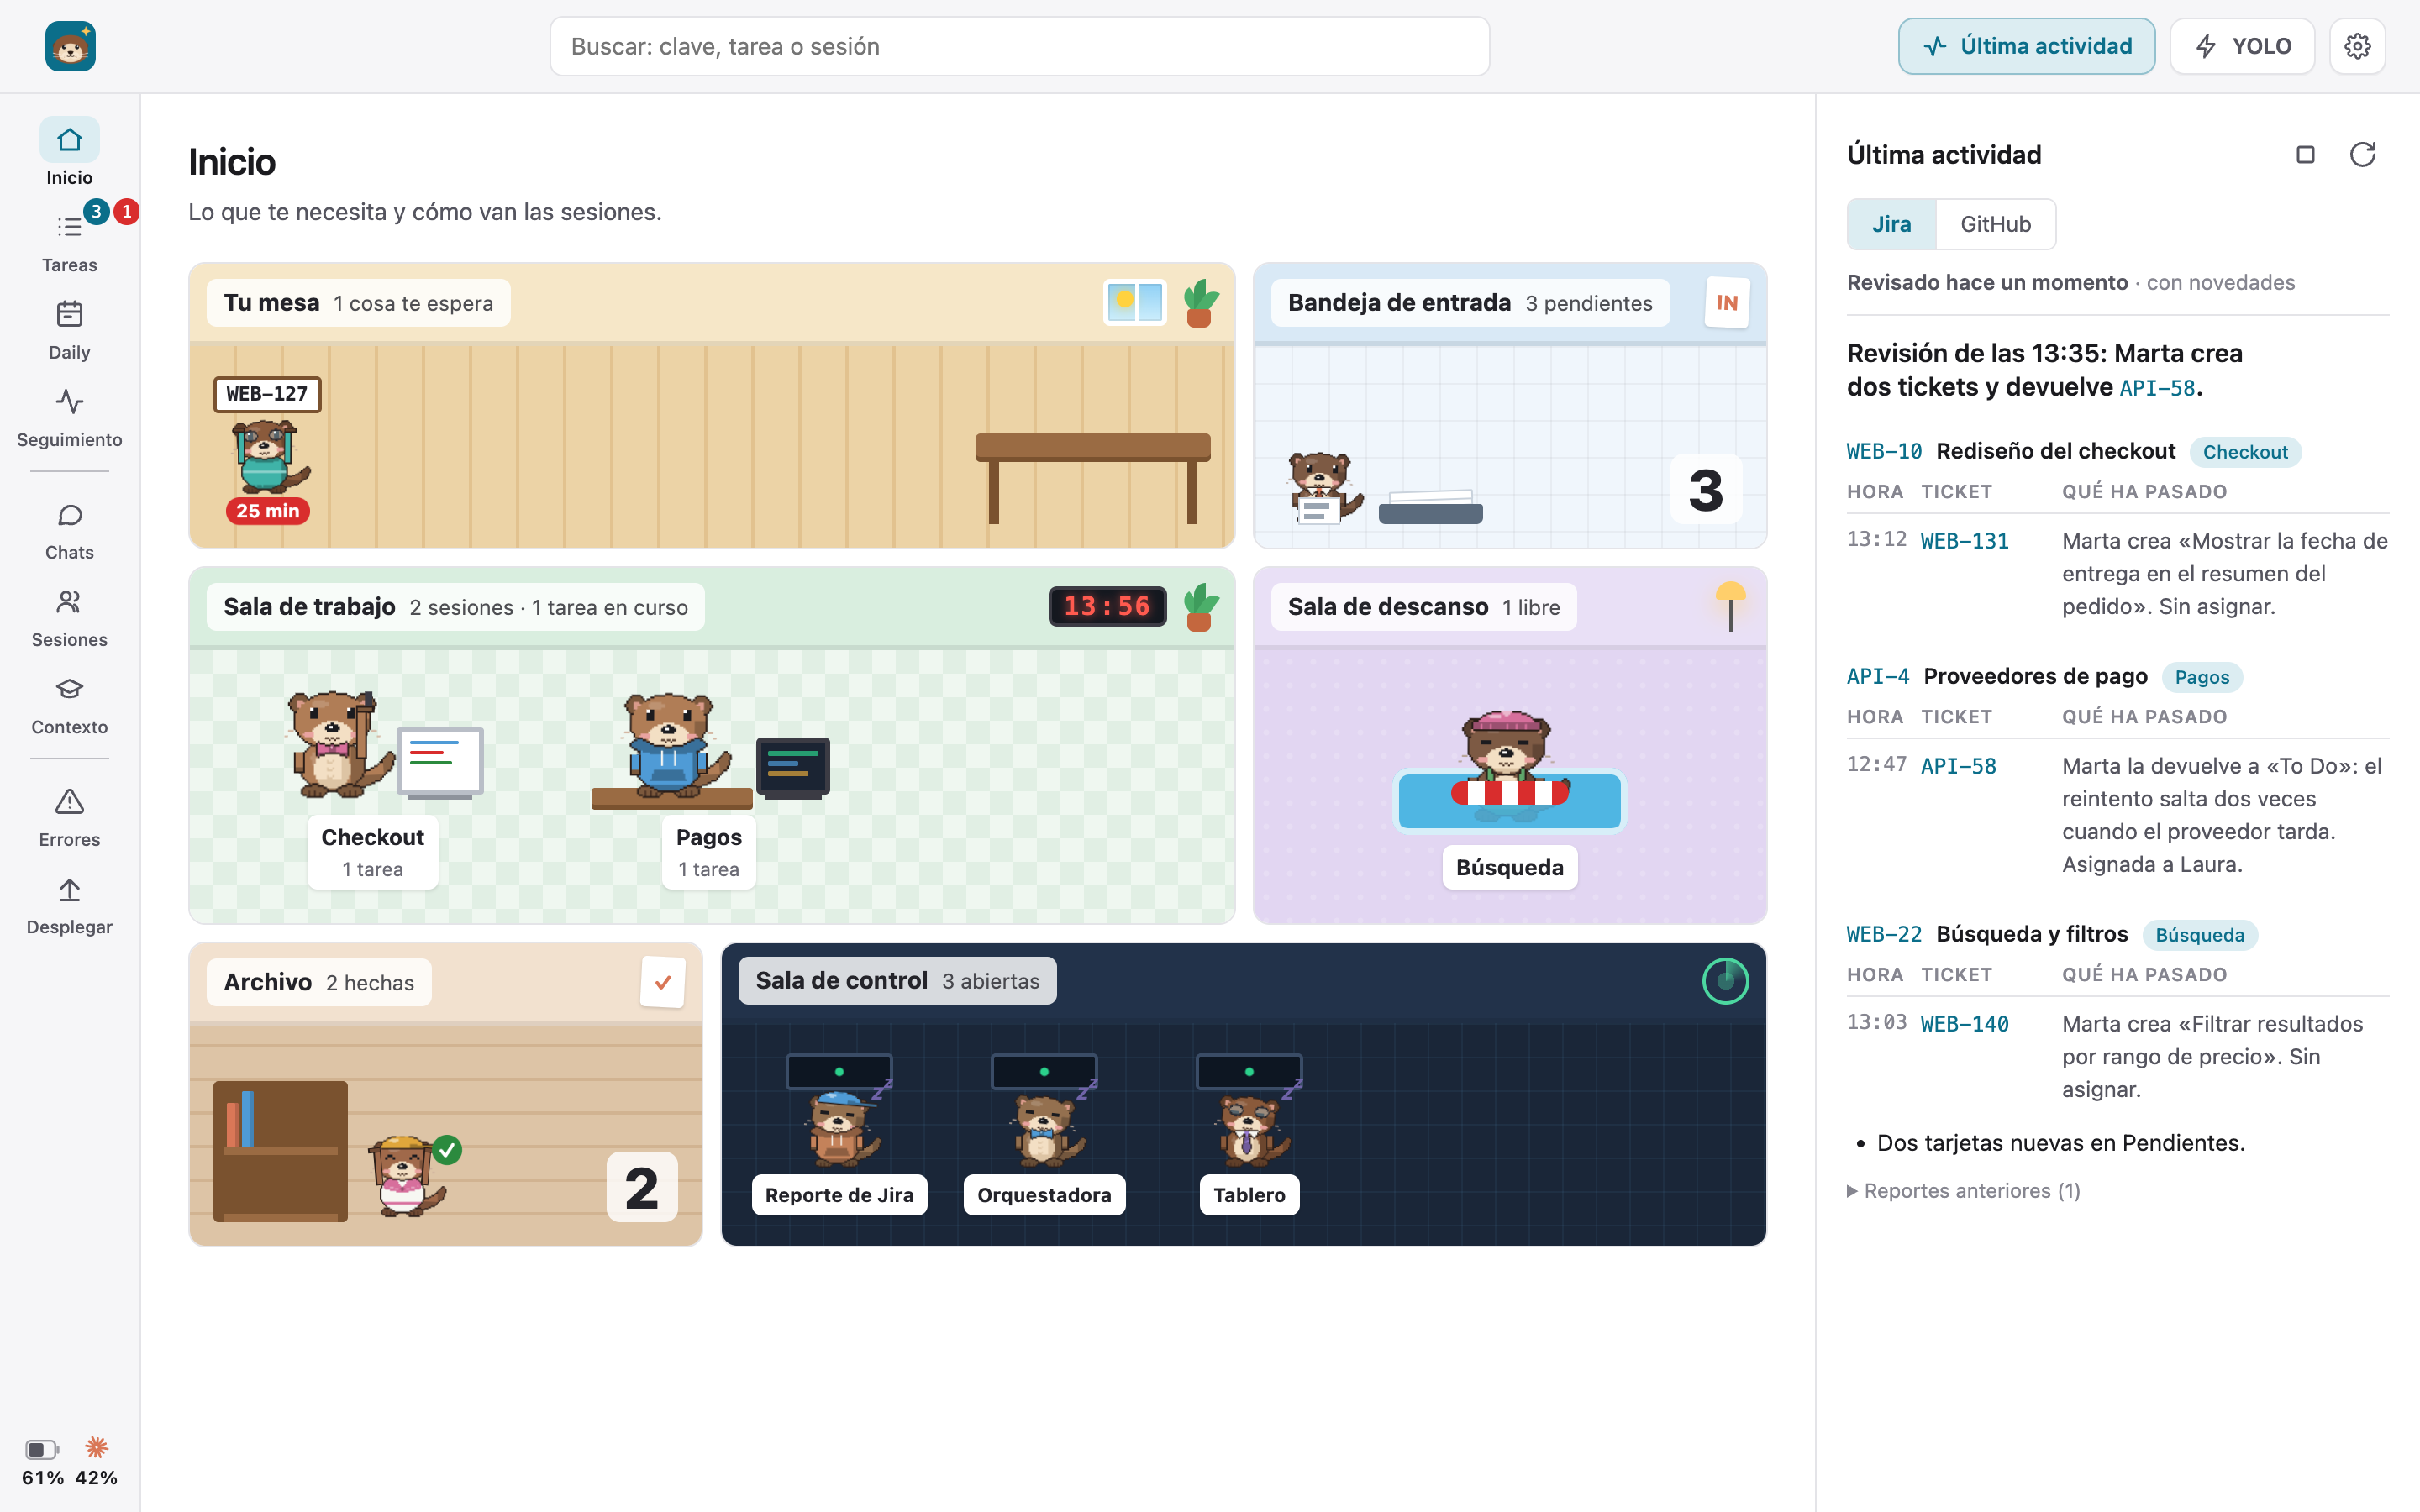 Buscar: clave, tarea o sesión
Última actividad
YOLO
Inicio
3
1
Tareas
Daily
Seguimiento
Chats
Sesiones
Contexto
Errores
Desplegar
61%
42%
Inicio
Lo que te necesita y cómo van las sesiones.
Tu mesa 1 cosa te espera
WEB-127
25 min
Bandeja de entrada 3 pendientes
IN
3
Sala de trabajo 2 sesiones · 1 tarea en curso
13:56
Checkout
1 tarea
Pagos
1 tarea
Sala de descanso 1 libre
Búsqueda
Archivo 2 hechas
2
Sala de control 3 abiertas
z z
z z
z z
Reporte de Jira
Orquestadora
Tablero
Última actividad
Jira
GitHub
Revisado hace un momento · con novedades
Revisión de las 13:35: Marta crea
dos tickets y devuelve API-58.
WEB-10 Rediseño del checkout Checkout
HORA TICKET QUÉ HA PASADO
13:12 WEB-131 Marta crea «Mostrar la fecha de
entrega en el resumen del
pedido». Sin asignar.
API-4 Proveedores de pago Pagos
HORA TICKET QUÉ HA PASADO
12:47 API-58 Marta la devuelve a «To Do»: el
reintento salta dos veces
cuando el proveedor tarda.
Asignada a Laura.
WEB-22 Búsqueda y filtros Búsqueda
HORA TICKET QUÉ HA PASADO
13:03 WEB-140 Marta crea «Filtrar resultados
por rango de precio». Sin
asignar.
• Dos tarjetas nuevas en Pendientes.
Reportes anteriores (1)